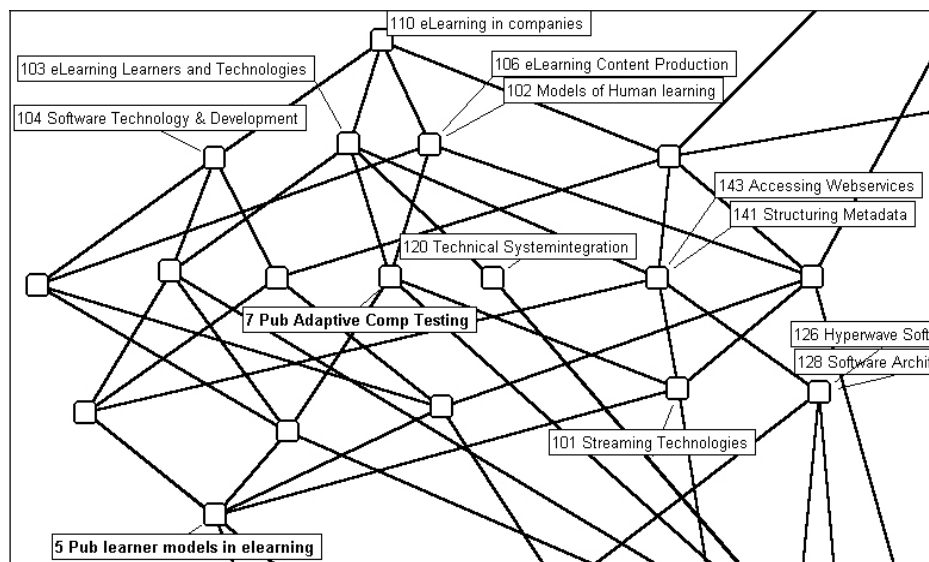 110 eLearning in companies
103 eLearning Learners and Technologies
106 eLearning Content Production
102 Models of Human learning
104 Software Technology & Development
143 Accessing Webservices
141 Structuring Metadata
120 Technical Systemintegration
7 Pub Adaptive Comp Testing
126 Hyperwave Soft
128 Software Archi
101 Streaming Technologies
5 Pub learner models in elearning